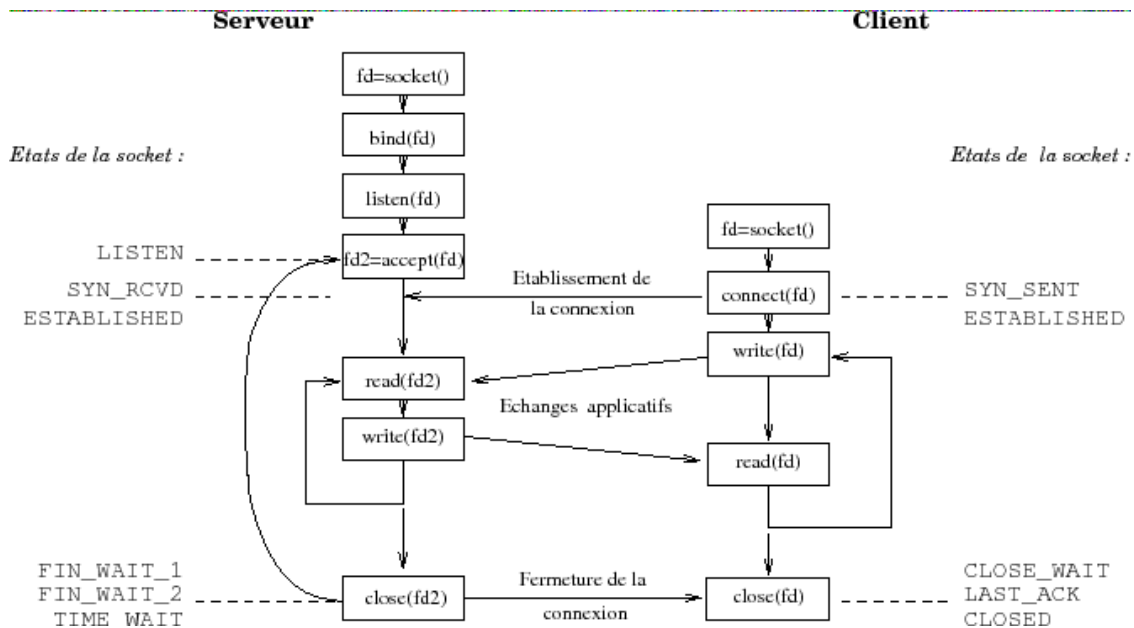 Serveur
Client
fd=socket()
bind(fd)
Etats de la socket :
Etats de la socket :
listen(fd)
fd=socket()
LISTEN
fd2=accept(fd)
Etablissement de
la connexion
SYN_RCVD
ESTABLISHED
connect(fd)
SYN_SENT
ESTABLISHED
write(fd)
read(fd2)
Echanges applicatifs
write(fd2)
read(fd)
FIN_WAIT_1
FIN_WAIT_2
TIME_WAIT
close(fd2)
Fermeture de la
connexion
close(fd)
CLOSE_WAIT
LAST_ACK
CLOSED